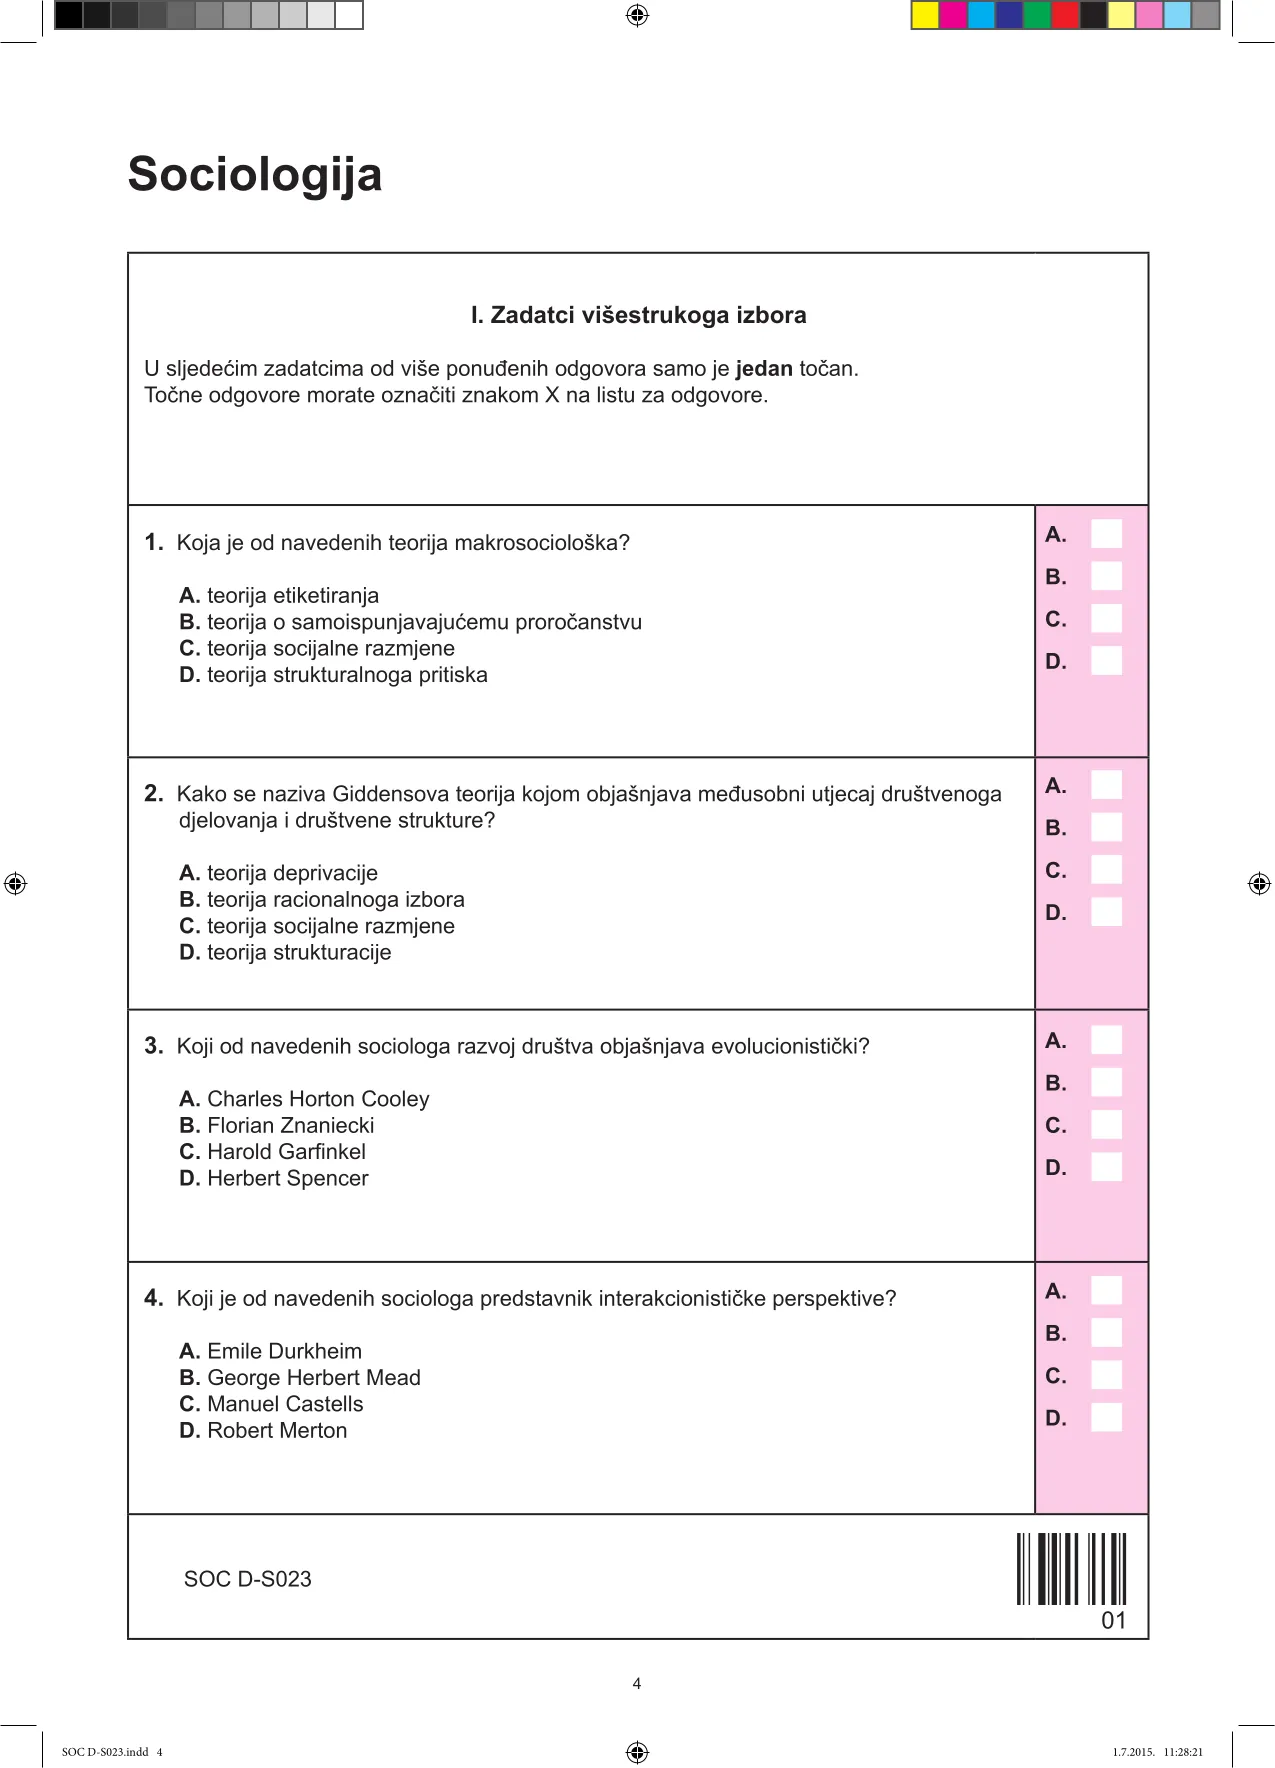 Sociologija
I. Zadatci višestrukoga izbora
U sljedećim zadatcima od više ponuđenih odgovora samo je jedan točan.
Točne odgovore morate označiti znakom X na listu za odgovore.
1. Koja je od navedenih teorija makrosociološka?
A. teorija etiketiranja
B. teorija o samoispunjavajućemu proročanstvu
C. teorija socijalne razmjene
D. teorija strukturalnoga pritiska
A.
B.
C.
D.
2. Kako se naziva Giddensova teorija kojom objašnjava međusobni utjecaj društvenoga
djelovanja i društvene strukture?
A. teorija deprivacije
B. teorija racionalnoga izbora
C. teorija socijalne razmjene
D. teorija strukturacije
A.
B.
C.
D.
3. Koji od navedenih sociologa razvoj društva objašnjava evolucionistički?
A. Charles Horton Cooley
B. Florian Znaniecki
C. Harold Garfinkel
D. Herbert Spencer
A.
B.
C.
D.
4. Koji je od navedenih sociologa predstavnik interakcionističke perspektive?
A. Emile Durkheim
B. George Herbert Mead
C. Manuel Castells
D. Robert Merton
A.
B.
C.
D.
SOC D-S023
01
4
SOC D-S023.indd 4
1.7.2015. 11:28:21